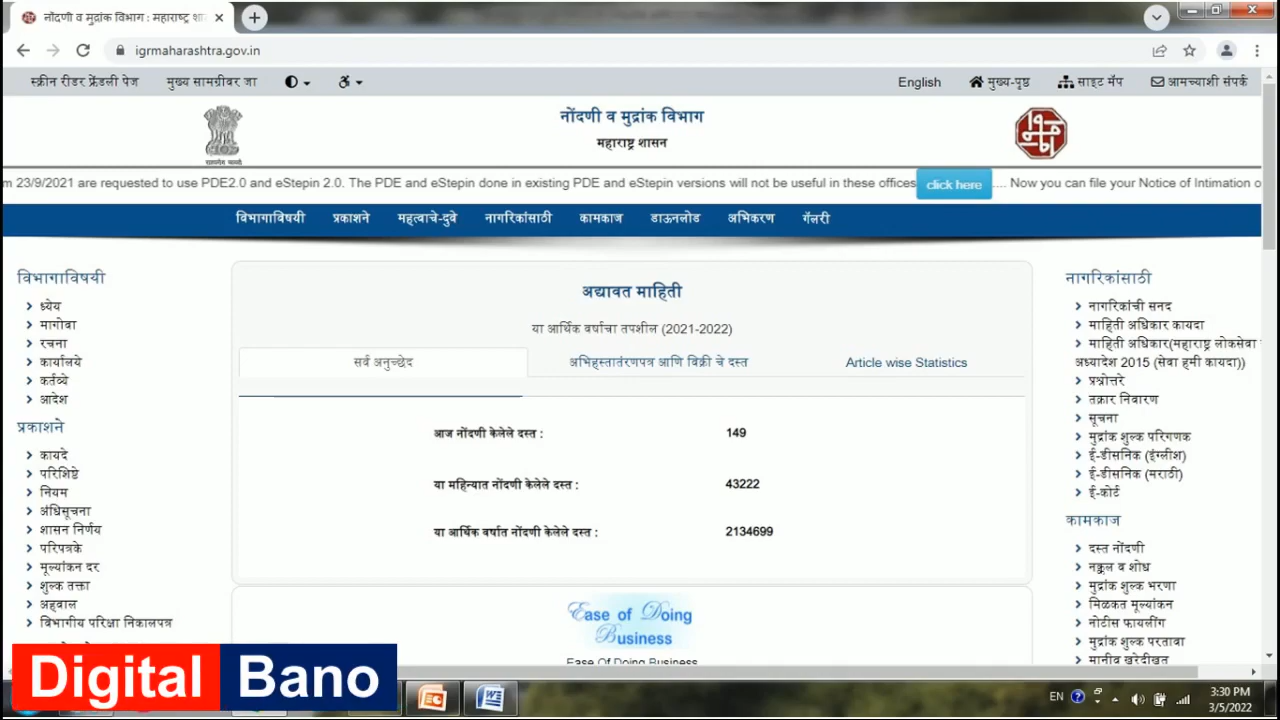 नोंदणी व मुद्रांक विभाग : महाराष्ट्र शा
igrmaharashtra.gov.in
स्क्रीन रीडर फ्रेंडली पेज मुख्य सामग्रीवर जा
English मुख्य-पृष्ठ साइट मॅप आमच्याशी संपर्क
नोंदणी व मुद्रांक विभाग
महाराष्ट्र शासन
m 23/9/2021 are requested to use PDE2.0 and eStepin 2.0. The PDE and eStepin done in existing PDE and eStepin versions will not be useful in these offices click here .... Now you can file your Notice of Intimation o
विभागाविषयी प्रकाशने महत्वाचे-दुवे नागरिकांसाठी कामकाज डाऊनलोड अभिकरण गॅलरी
विभागाविषयी
ध्येय
मागोवा
रचना
कार्यालये
कर्तव्ये
आदेश
प्रकाशने
कायदे
परिशिष्टे
नियम
अधिसूचना
शासन निर्णय
परिपत्रके
मूल्यांकन दर
शुल्क तक्ता
अहवाल
विभागीय परिक्षा निकालपत्र
अद्यावत माहिती
या आर्थिक वर्षाचा तपशील (2021-2022)
सर्व अनुच्छेद अभिहस्तातंरणपत्र आणि विक्री चे दस्त Article wise Statistics
आज नोंदणी केलेले दस्त : 149
या महिन्यात नोंदणी केलेले दस्त : 43222
या आर्थिक वर्षात नोंदणी केलेले दस्त : 2134699
Ease of Doing
Business
Ease Of Doing Business
नागरिकांसाठी
नागरिकांची सनद
माहिती अधिकार कायदा
माहिती अधिकार(महाराष्ट्र लोकसेवा
अध्यादेश 2015 (सेवा हमी कायदा))
प्रश्नोत्तरे
तक्रार निवारण
सूचना
मुद्रांक शुल्क परिगणक
ई-डीसनिक (इंग्लीश)
ई-डीसनिक (मराठी)
ई-कोर्ट
कामकाज
दस्त नोंदणी
नक्कल व शोध
मुद्रांक शुल्क भरणा
मिळकत मूल्यांकन
नोटीस फायलींग
मुद्रांक शुल्क परतावा
मानीव खरेदीखत
Digital Bano
EN 3:30 PM
3/5/2022